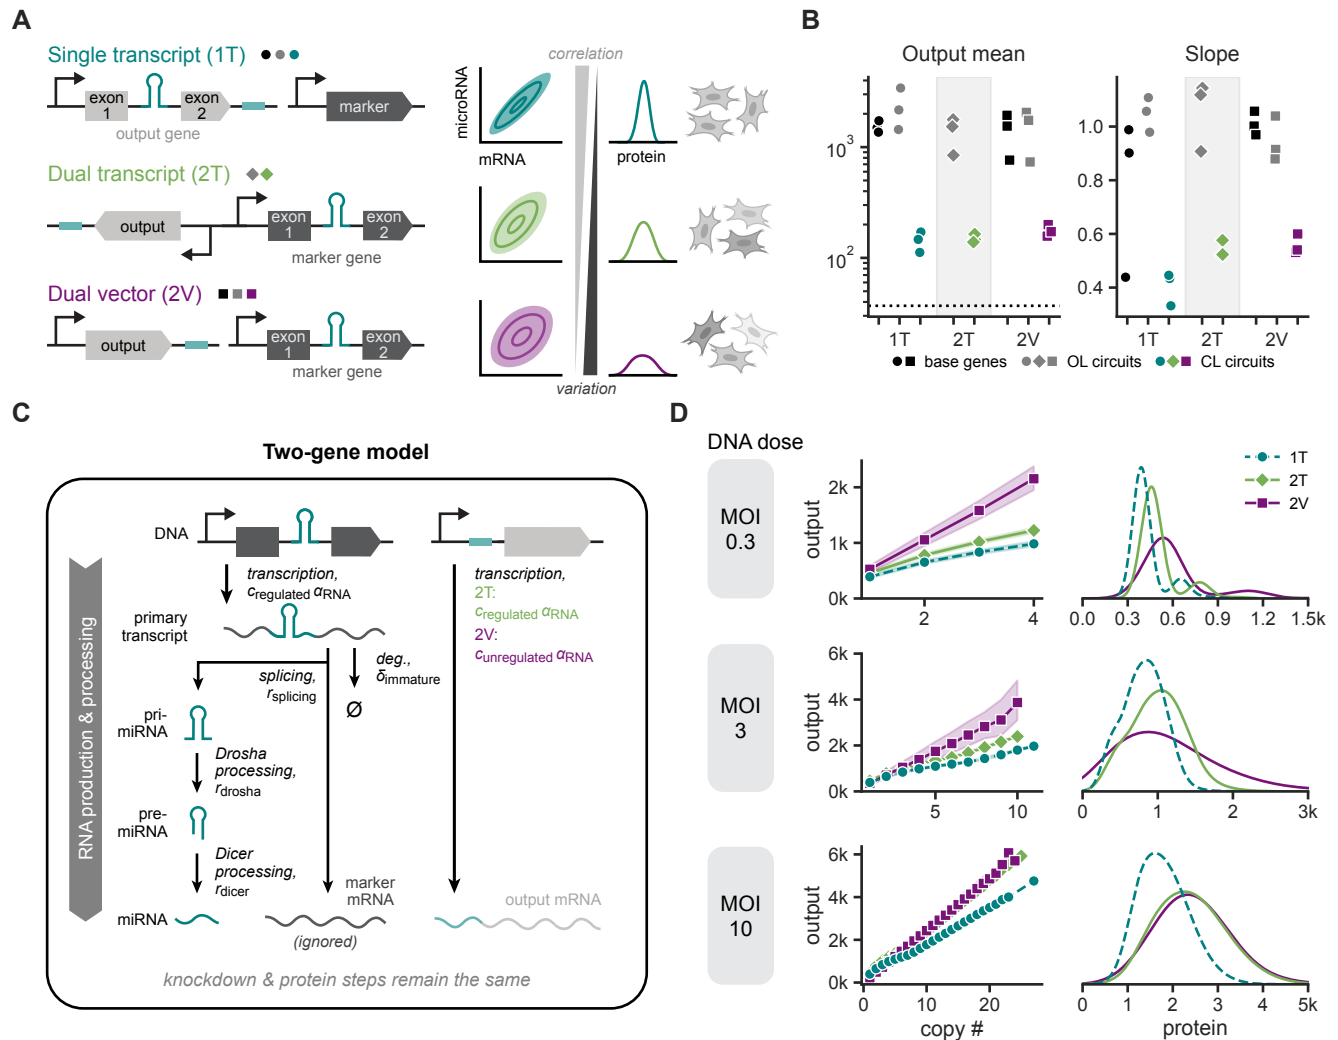 A
Single transcript (1T)
exon
1
exon
2
output gene
marker
Dual transcript (2T)
output
exon
1
exon
2
marker gene
Dual vector (2V)
output
exon
1
exon
2
marker gene
correlation
microRNA
mRNA
protein
variation
B
Output mean
10³
10²
1T
2T
2V
Slope
1.0
0.8
0.6
0.4
1T
2T
2V
base genes
OL circuits
CL circuits
C
Two-gene model
RNA production & processing
DNA
transcription,
c_regulated α_RNA
transcription,
2T:
c_regulated α_RNA
2V:
c_unregulated α_RNA
primary
transcript
splicing,
r_splicing
deg.,
δ_immature
Ø
pri-
miRNA
Drosha
processing,
r_drosha
pre-
miRNA
Dicer
processing,
r_dicer
miRNA
marker
mRNA
(ignored)
output mRNA
knockdown & protein steps remain the same
D
DNA dose
MOI
0.3
output
2k
1k
0k
2
4
1T
2T
2V
0
0.3
0.6
0.9
1.2
1.5k
MOI
3
output
6k
4k
2k
0k
5
10
0
1
2
3k
MOI
10
output
6k
4k
2k
0k
0
10
20
copy #
0
1
2
3
4
5k
protein